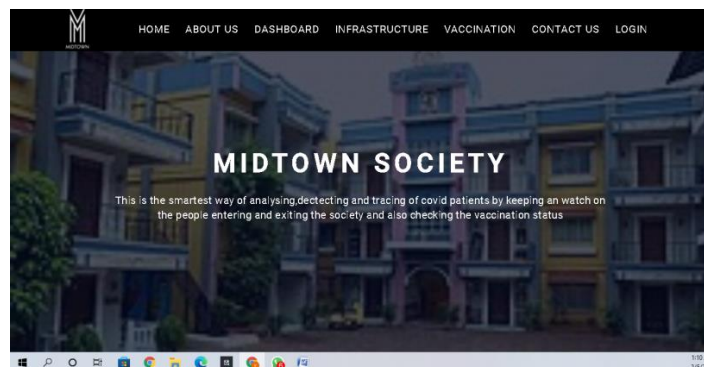 MIDTOWN
HOME ABOUT US DASHBOARD INFRASTRUCTURE VACCINATION CONTACT US LOGIN
MIDTOWN SOCIETY
This is the smartest way of analysing,dectecting and tracing of covid patients by keeping an watch on
the people entering and exiting the society and also checking the vaccination status
1:10